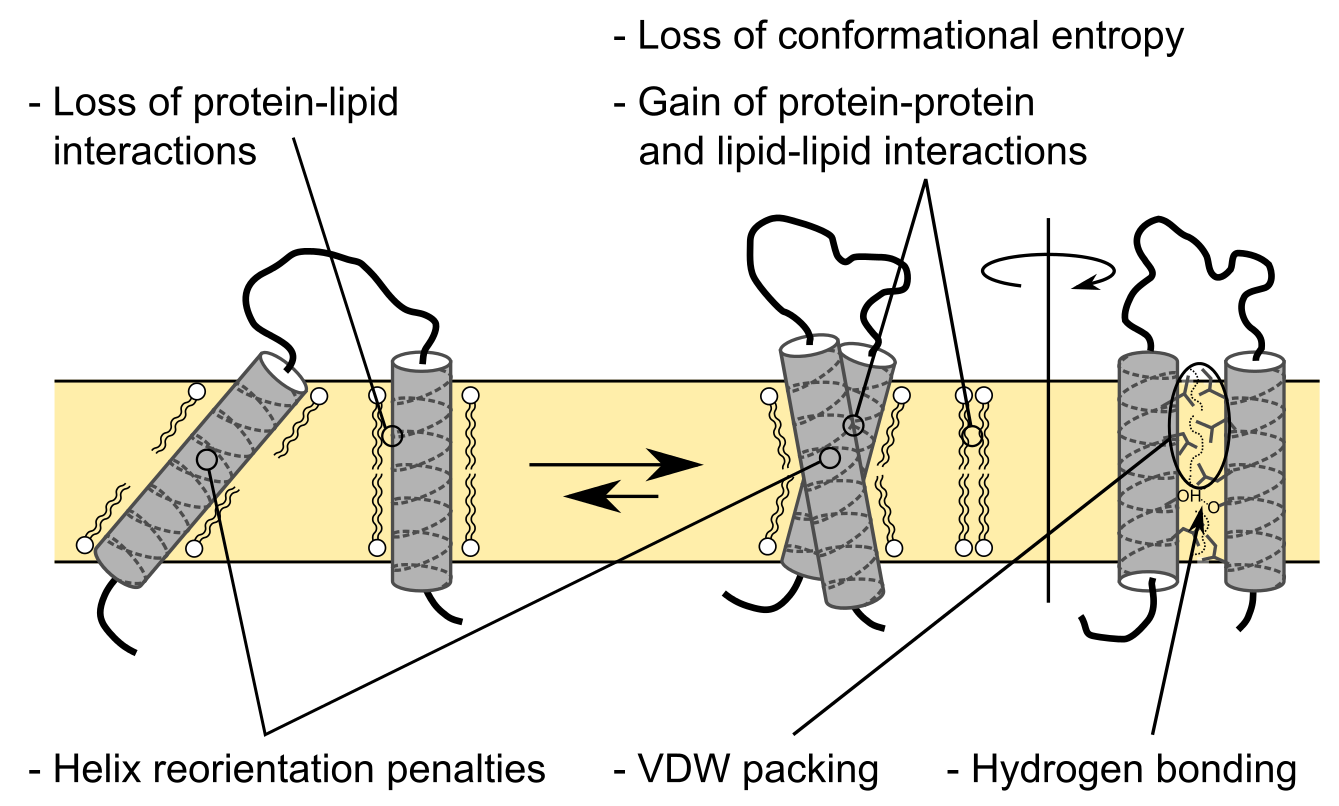 - Loss of conformational entropy
- Loss of protein-lipid
interactions
- Gain of protein-protein
and lipid-lipid interactions
OH
O
- Helix reorientation penalties
- VDW packing
- Hydrogen bonding